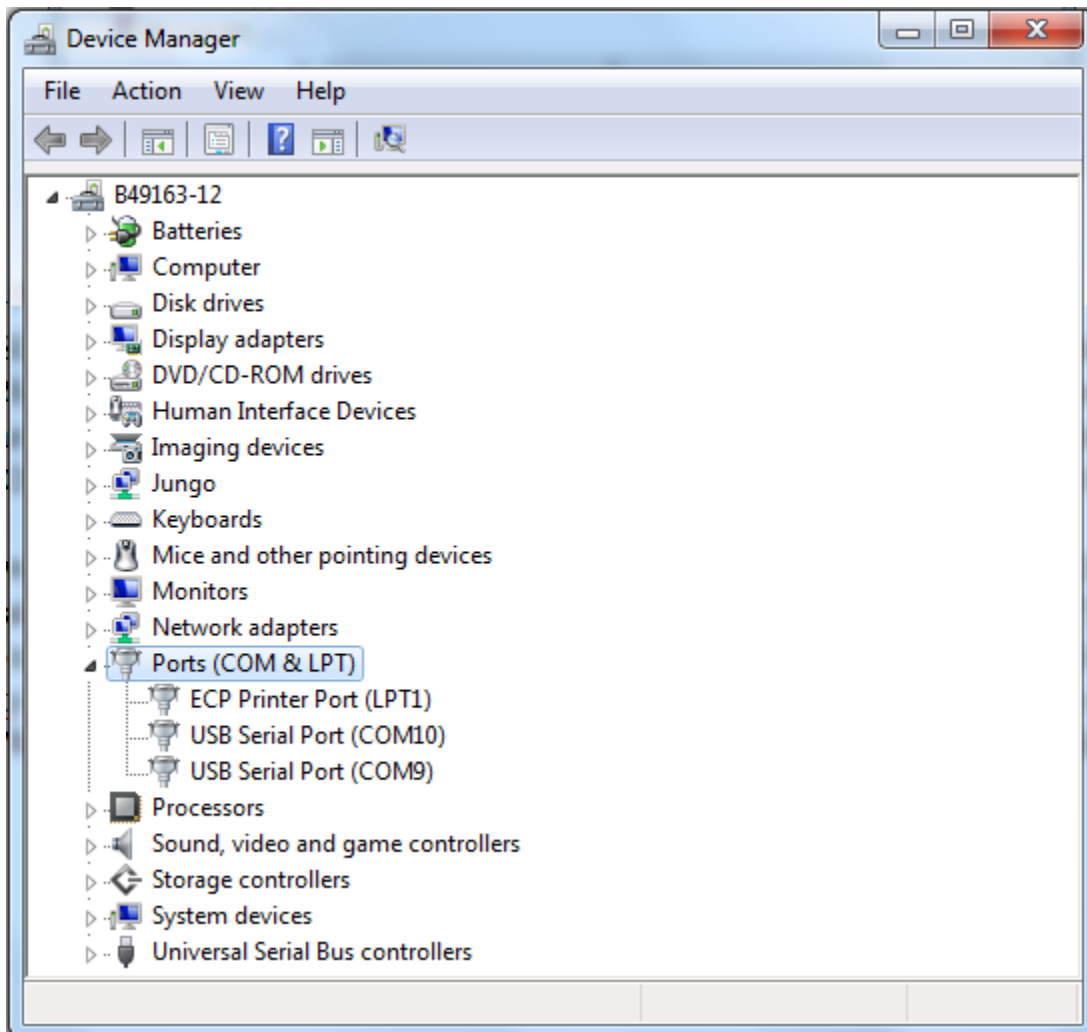 Device Manager
File Action View Help
B49163-12
Batteries
Computer
Disk drives
Display adapters
DVD/CD-ROM drives
Human Interface Devices
Imaging devices
Jungo
Keyboards
Mice and other pointing devices
Monitors
Network adapters
Ports (COM & LPT)
ECP Printer Port (LPT1)
USB Serial Port (COM10)
USB Serial Port (COM9)
Processors
Sound, video and game controllers
Storage controllers
System devices
Universal Serial Bus controllers